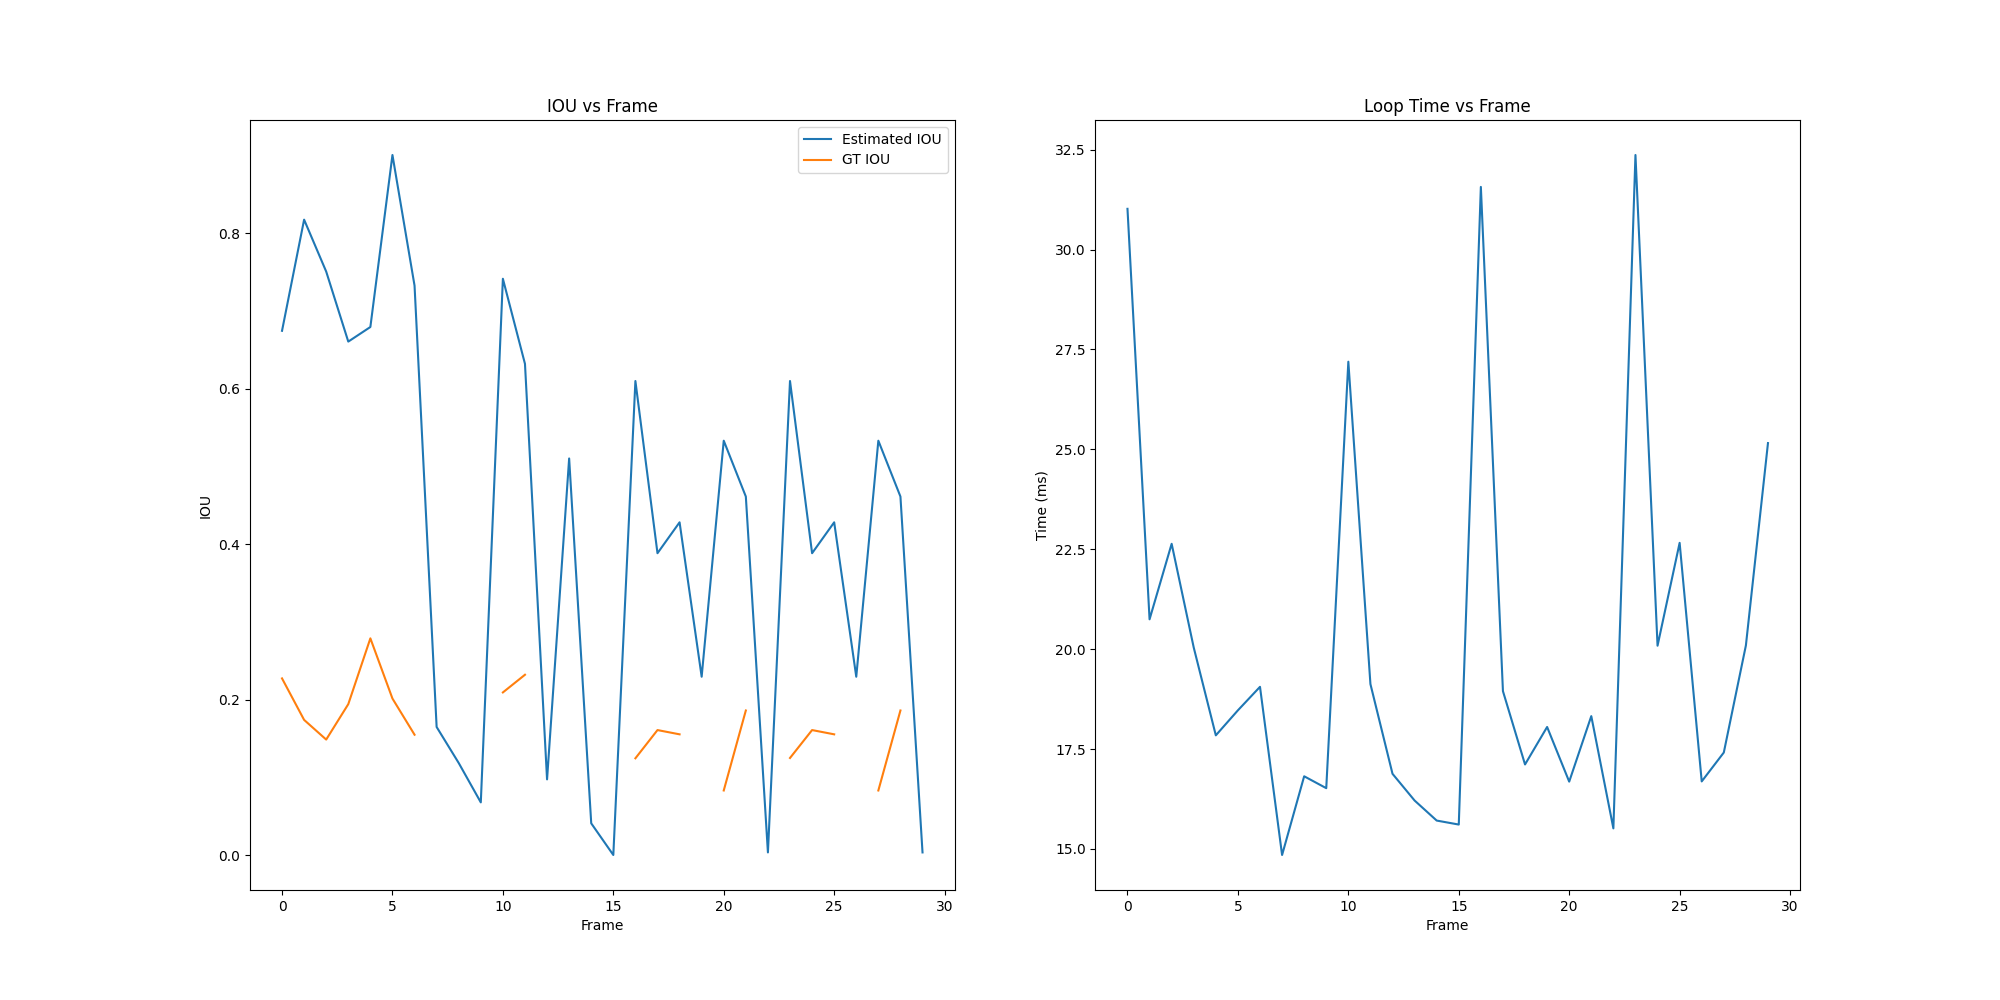 IOU vs Frame
Estimated IOU
GT IOU
0.8
0.6
0.4
0.2
0.0
IOU
0 5 10 15 20 25 30
Frame
Loop Time vs Frame
32.5
30.0
27.5
25.0
22.5
20.0
17.5
15.0
Time (ms)
0 5 10 15 20 25 30
Frame